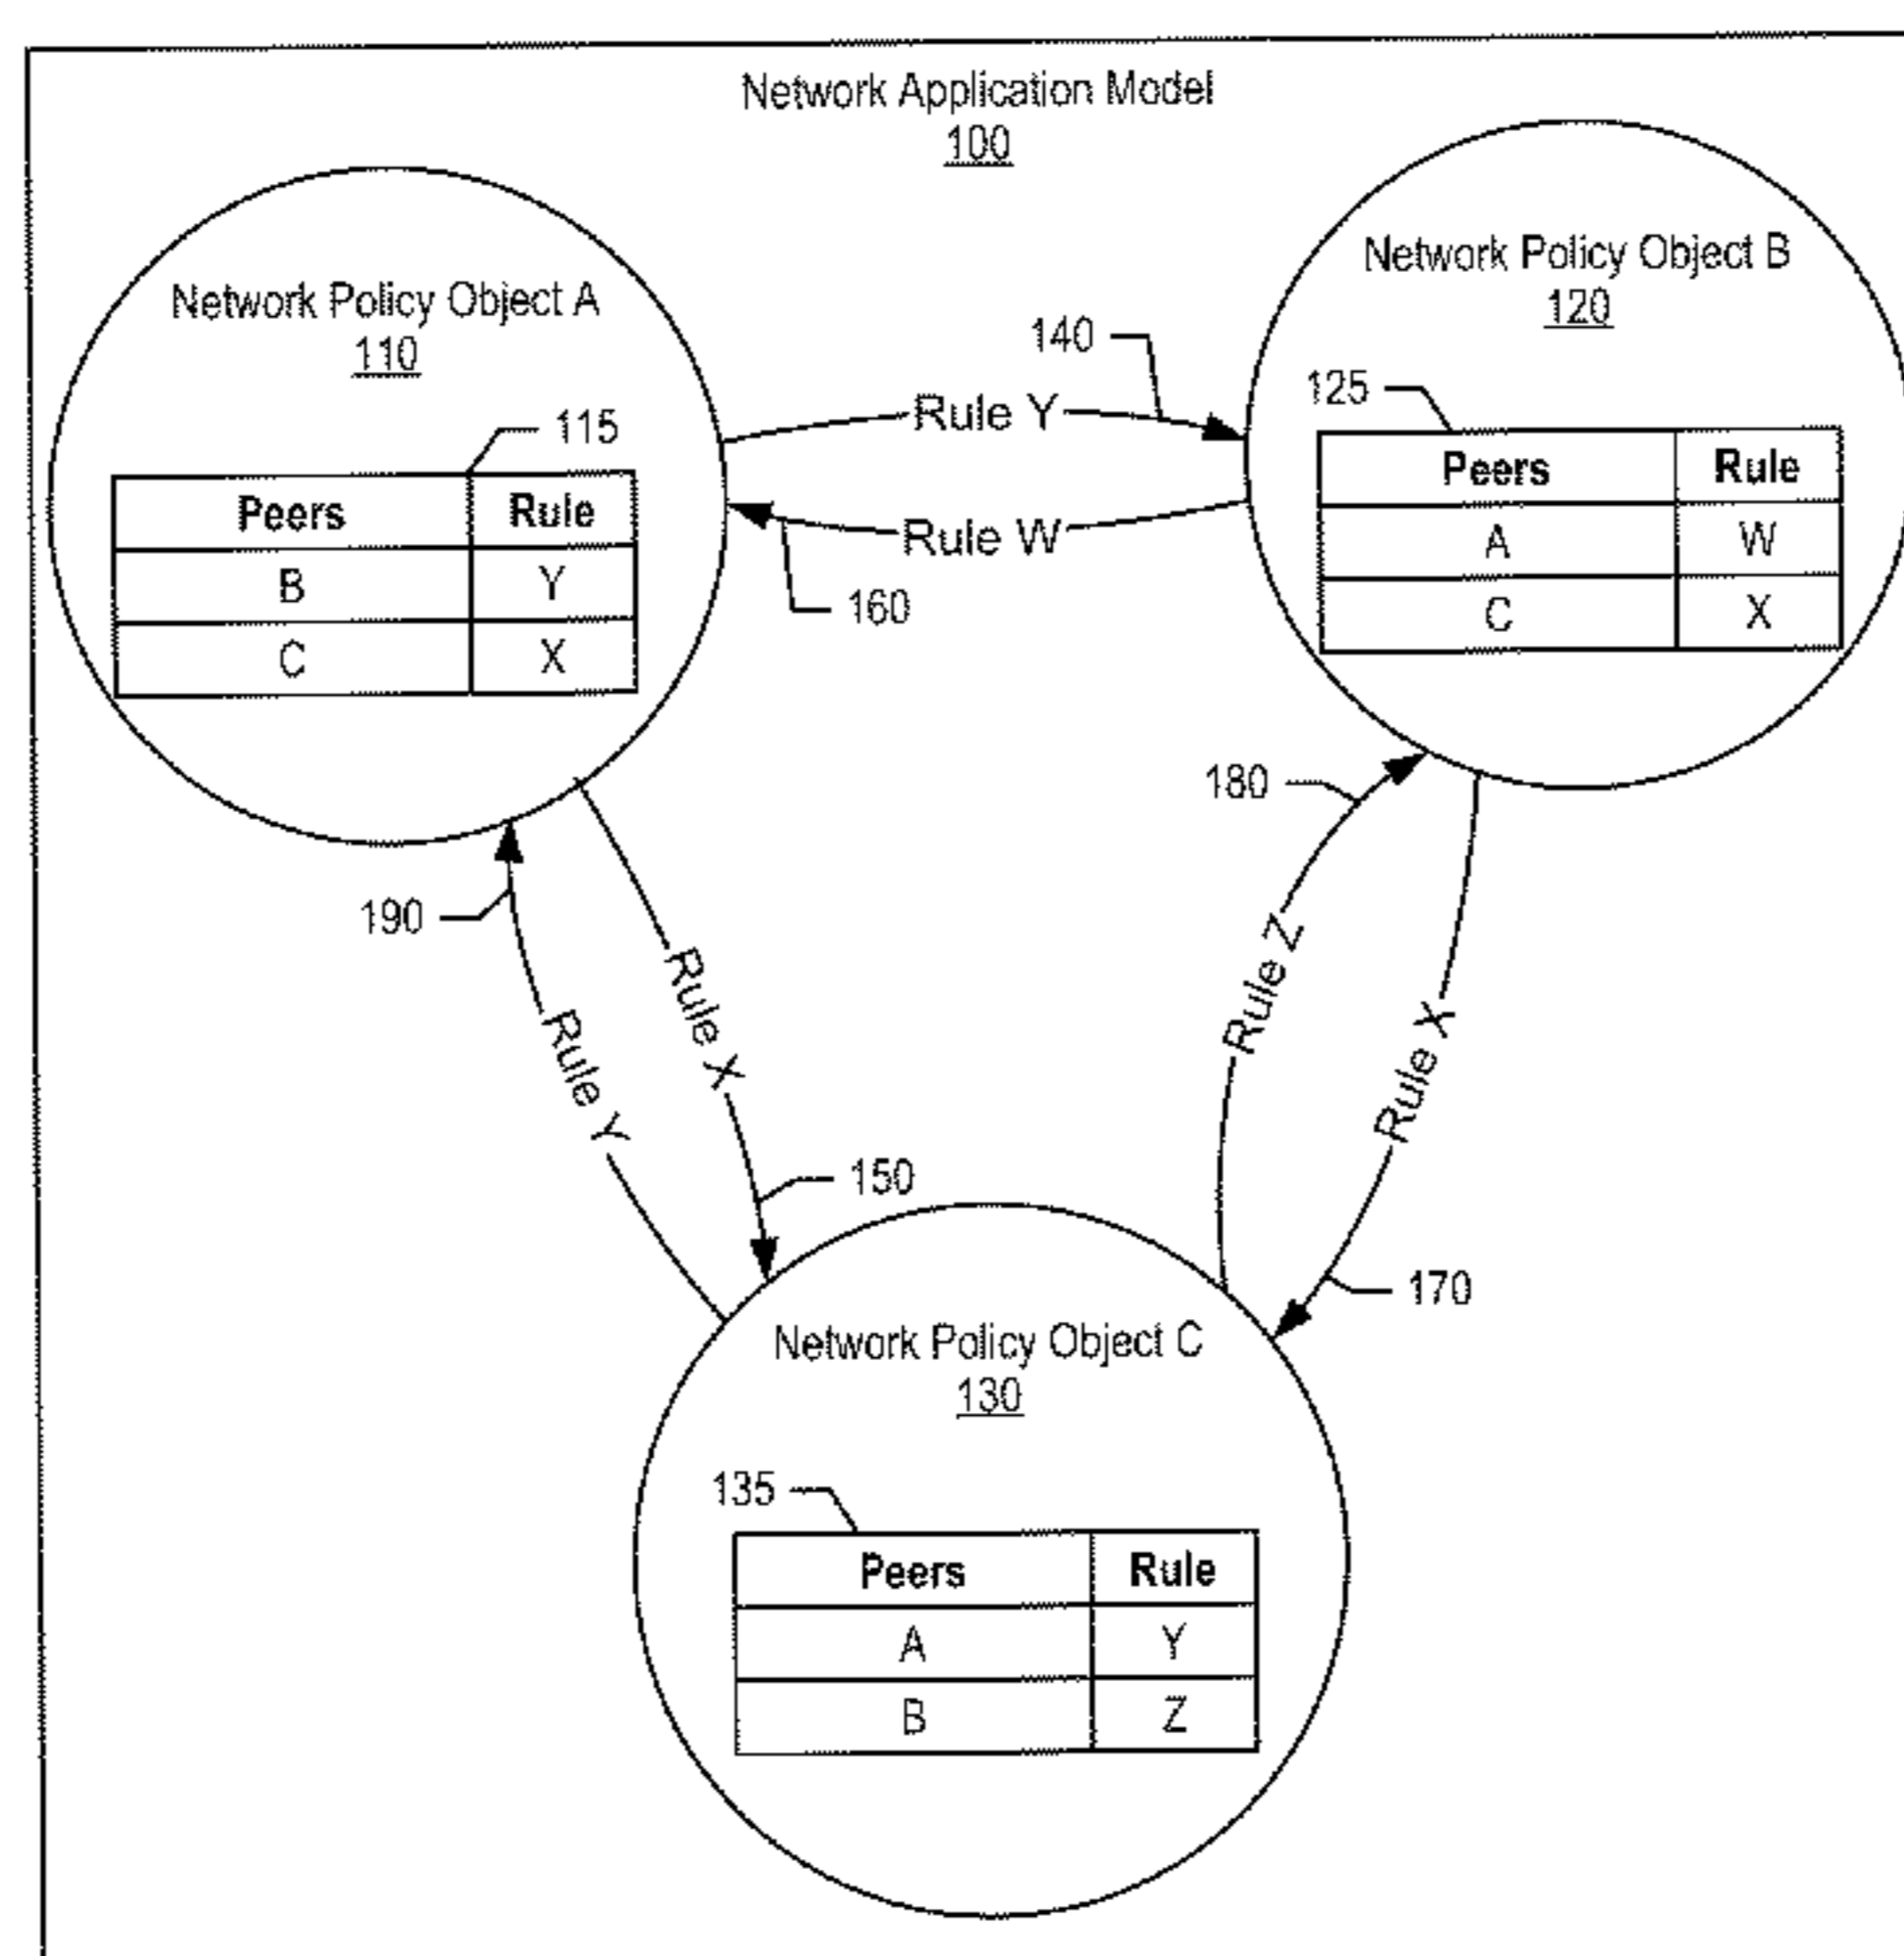 Network Application Model
100
Network Policy Object A
110
115
Peers Rule
B Y
C X
Network Policy Object B
120
125
Peers Rule
A W
C X
140
Rule Y
Rule W
160
180
190
Rule X
Rule Y
Rule Z
Rule X
150
170
Network Policy Object C
130
135
Peers Rule
A Y
B Z